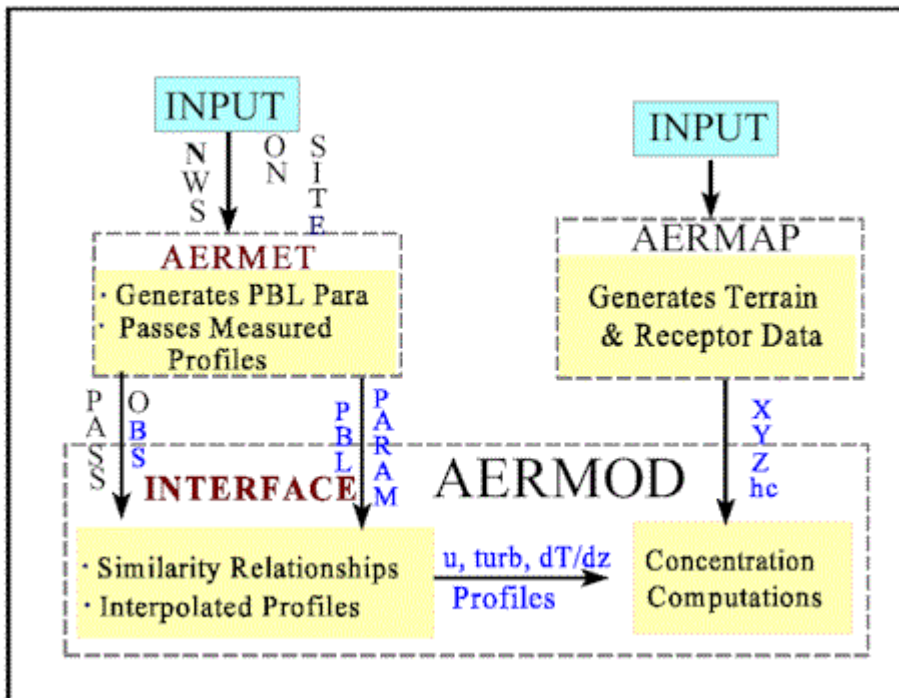 INPUT
NWS
ON
SITE
AERMET
· Generates PBL Para
· Passes Measured
Profiles
INPUT
AERMAP
Generates Terrain
& Receptor Data
PASS
OBS
PBL
PARAM
X
Y
Z
hc
INTERFACE
AERMOD
· Similarity Relationships
· Interpolated Profiles
u, turb, dT/dz
Profiles
Concentration
Computations